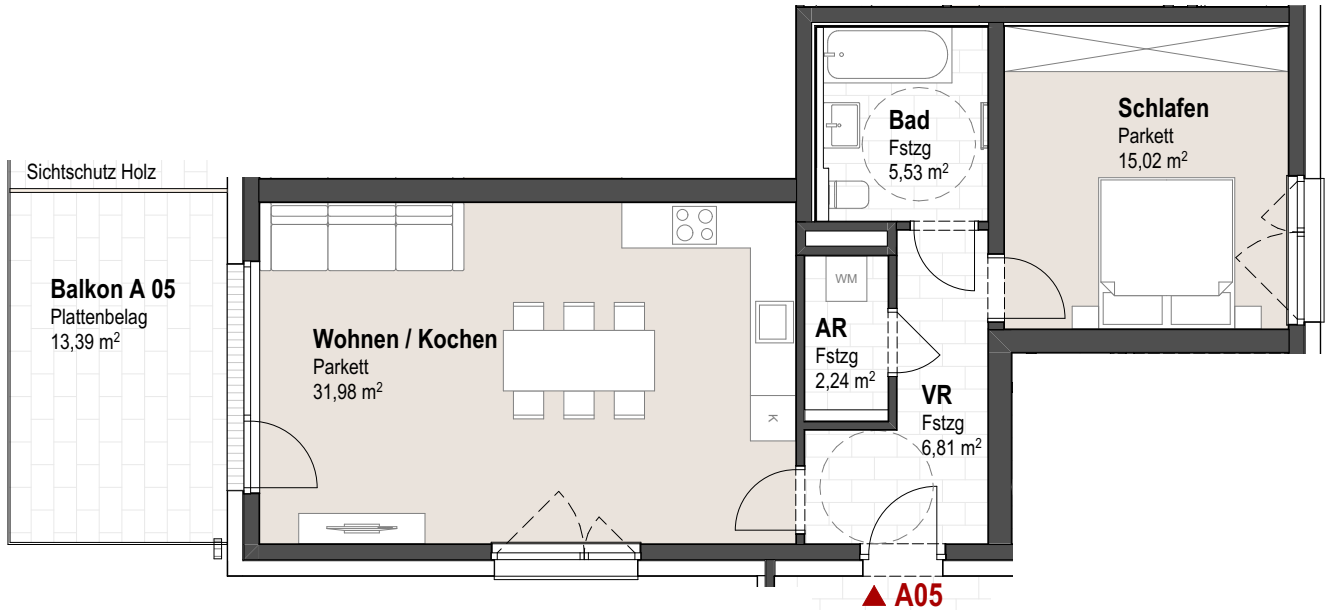 Sichtschutz Holz
Balkon A 05
Plattenbelag
13,39 m²
Wohnen / Kochen
Parkett
31,98 m²
K
WM
AR
Fstzg
2,24 m²
Bad
Fstzg
5,53 m²
Schlafen
Parkett
15,02 m²
VR
Fstzg
6,81 m²
▲ A05